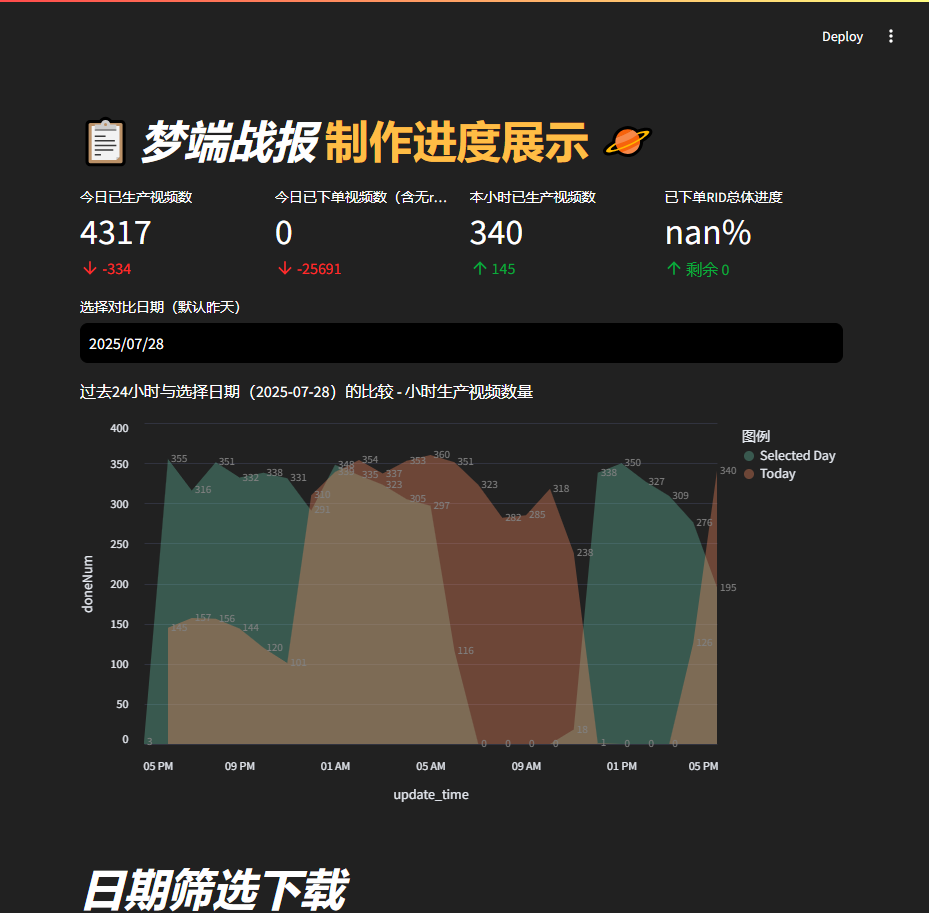 Deploy
梦端战报 制作进度展示
今日已生产视频数
4317
-334
今日已下单视频数（含无r…
0
-25691
本小时已生产视频数
340
145
已下单RID总体进度
nan%
剩余 0
选择对比日期（默认昨天）
2025/07/28
过去24小时与选择日期（2025-07-28）的比较 - 小时生产视频数量
图例
Selected Day
Today
doneNum
400
350
300
250
200
150
100
50
0
3
355
316
351
332
338
331
291
348
335
323
305
297
116
0
0
0
0
18
338
350
327
309
276
195
157
156
144
120
101
354
337
353
360
351
323
282
285
318
238
1
0
0
0
126
340
05 PM
09 PM
01 AM
05 AM
09 AM
01 PM
05 PM
update_time
日期筛选下载